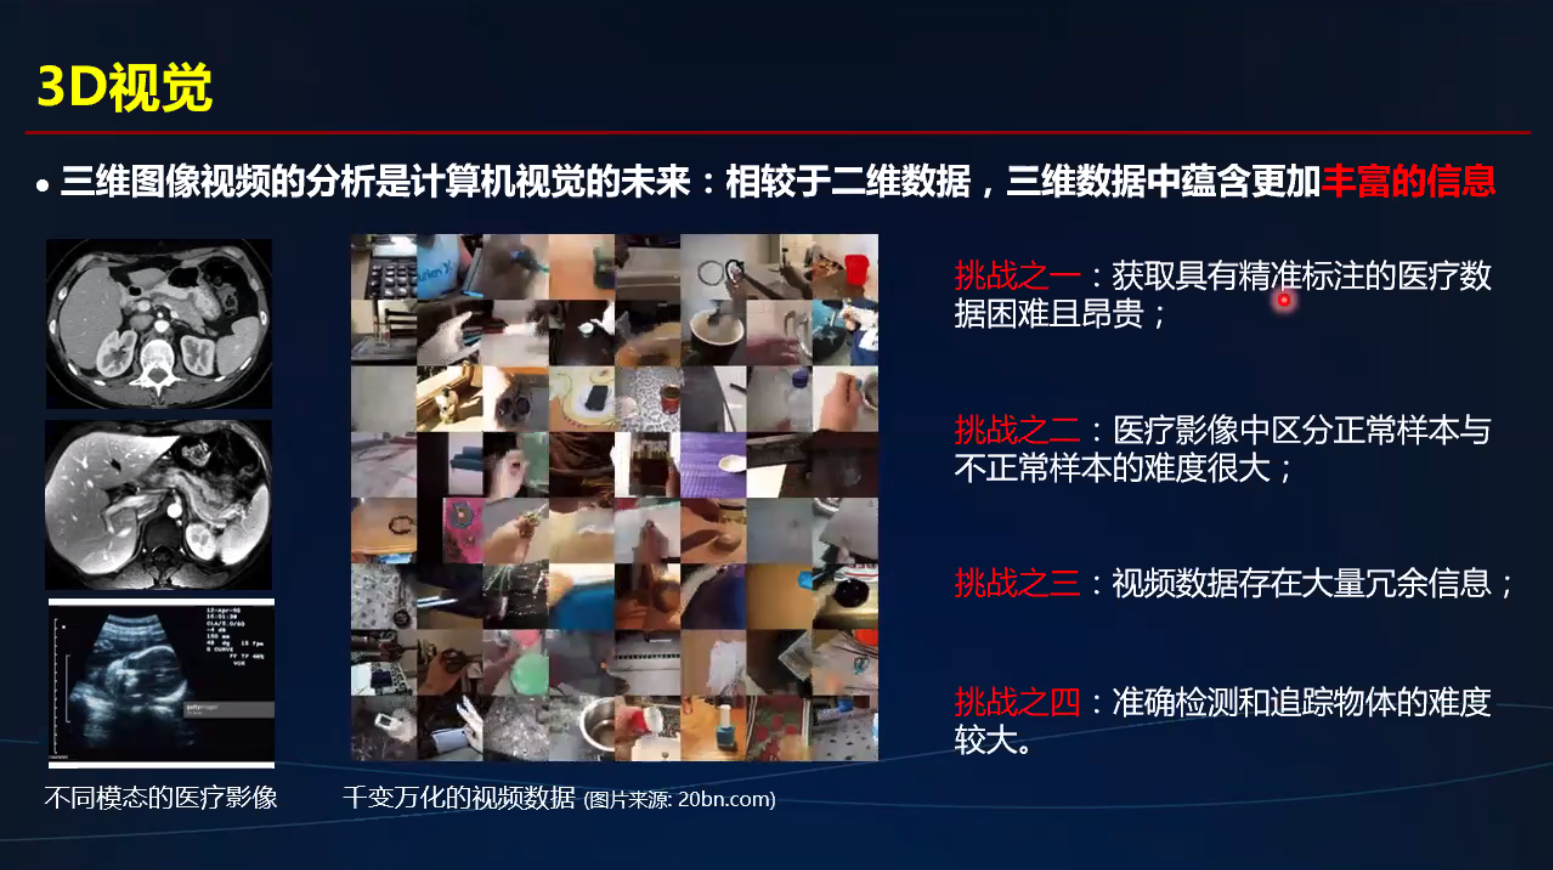 3D视觉
• 三维图像视频的分析是计算机视觉的未来：相较于二维数据，三维数据中蕴含更加丰富的信息
挑战之一：获取具有精准标注的医疗数
据困难且昂贵；
挑战之二：医疗影像中区分正常样本与
不正常样本的难度很大；
挑战之三：视频数据存在大量冗余信息；
挑战之四：准确检测和追踪物体的难度
较大。
不同模态的医疗影像
千变万化的视频数据 (图片来源: 20bn.com)